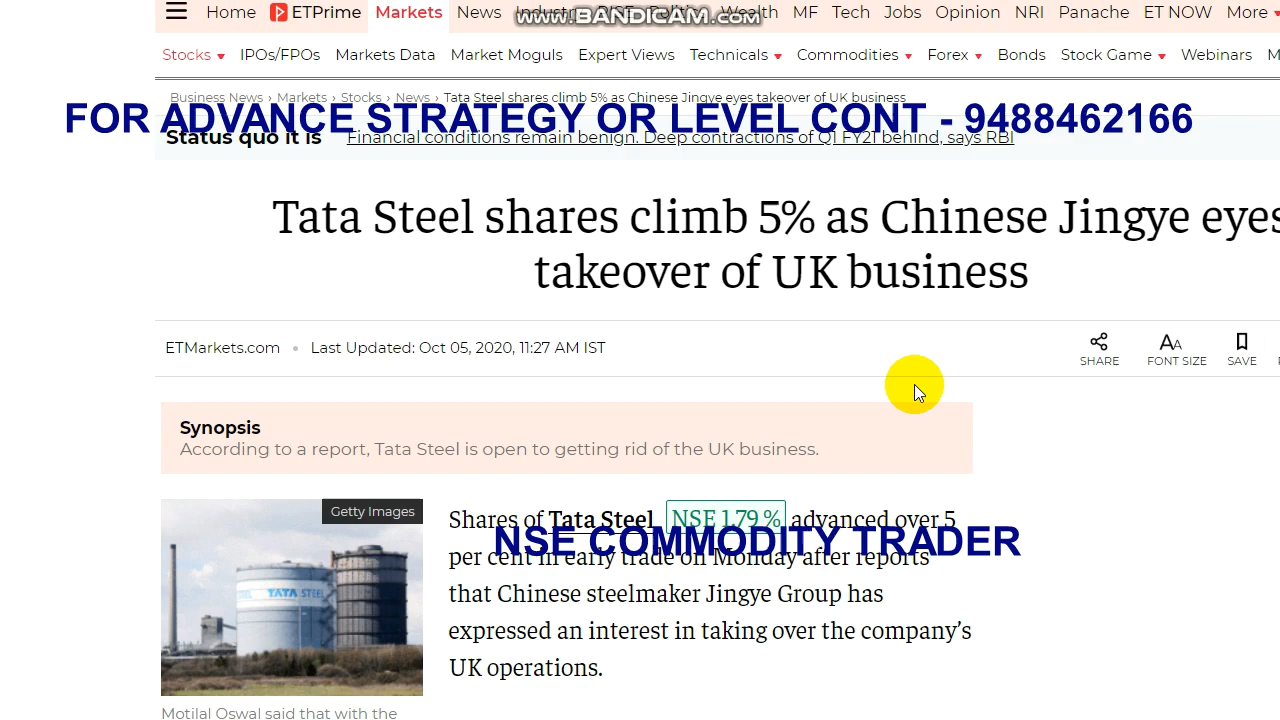 Home ETPrime Markets News Wealth MF Tech Jobs Opinion NRI Panache ET NOW More
www.BANDICAM.com
Stocks IPOs/FPOs Markets Data Market Moguls Expert Views Technicals Commodities Forex Bonds Stock Game Webinars
Business News › Markets › Stocks › News › Tata Steel shares climb 5% as Chinese Jingye eyes takeover of UK business
FOR ADVANCE STRATEGY OR LEVEL CONT - 9488462166
Status quo it is Financial conditions remain benign. Deep contractions of Q1 FY21 behind, says RBI
Tata Steel shares climb 5% as Chinese Jingye eyes
takeover of UK business
ETMarkets.com • Last Updated: Oct 05, 2020, 11:27 AM IST
SHARE FONT SIZE SAVE
Synopsis
According to a report, Tata Steel is open to getting rid of the UK business.
Getty Images
TATA STEEL
Shares of Tata Steel NSE 1.79 % advanced over 5
NSE COMMODITY TRADER
per cent in early trade on Monday after reports
that Chinese steelmaker Jingye Group has
expressed an interest in taking over the company’s
UK operations.
Motilal Oswal said that with the